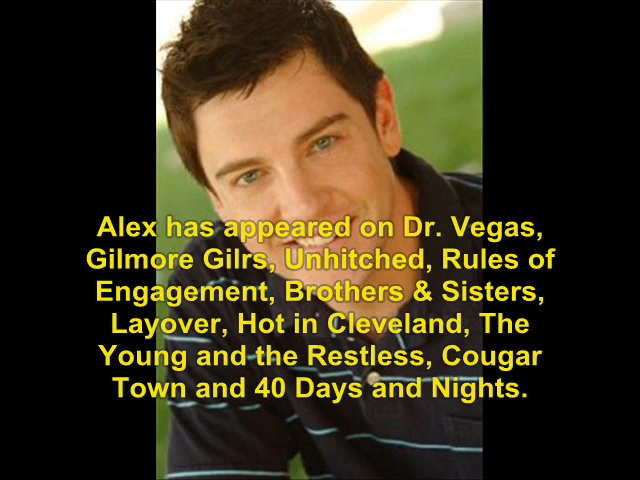 Alex has appeared on Dr. Vegas,
Gilmore Gilrs, Unhitched, Rules of
Engagement, Brothers & Sisters,
Layover, Hot in Cleveland, The
Young and the Restless, Cougar
Town and 40 Days and Nights.